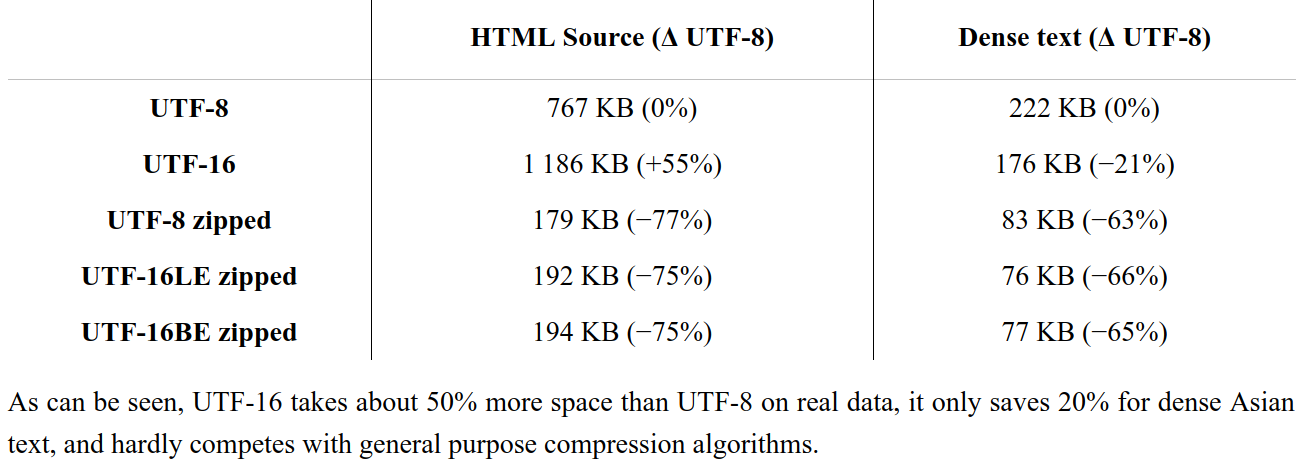 HTML Source (Δ UTF-8) Dense text (Δ UTF-8)
UTF-8 767 KB (0%) 222 KB (0%)
UTF-16 1 186 KB (+55%) 176 KB (−21%)
UTF-8 zipped 179 KB (−77%) 83 KB (−63%)
UTF-16LE zipped 192 KB (−75%) 76 KB (−66%)
UTF-16BE zipped 194 KB (−75%) 77 KB (−65%)
As can be seen, UTF-16 takes about 50% more space than UTF-8 on real data, it only saves 20% for dense Asian
text, and hardly competes with general purpose compression algorithms.